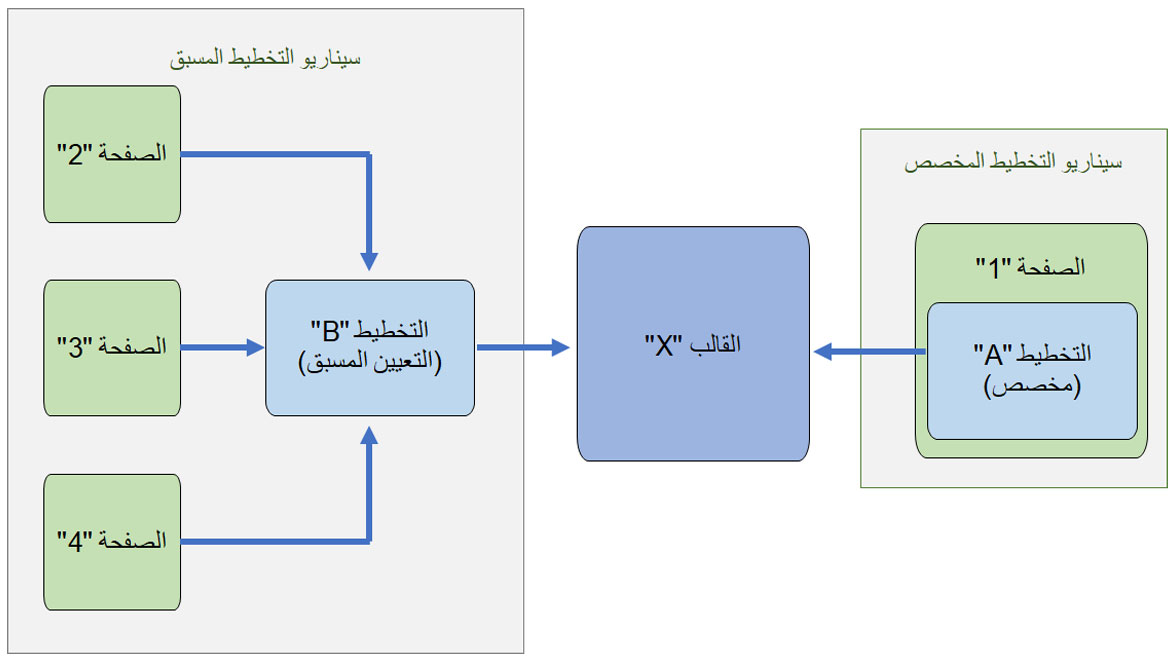 سيناريو التخطيط المسبق
الصفحة "2"
الصفحة "3"
الصفحة "4"
التخطيط "B"
(التعيين المسبق)
القالب "X"
سيناريو التخطيط المخصص
الصفحة "1"
التخطيط "A"
(مخصص)